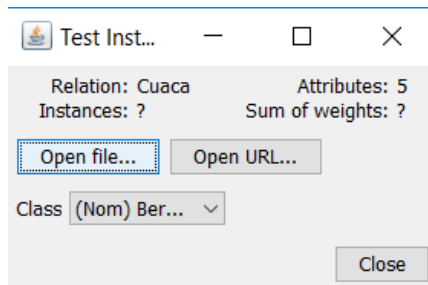 Test Inst...
Relation: Cuaca Attributes: 5
Instances: ? Sum of weights: ?
Open file... Open URL...
Class (Nom) Ber...
Close